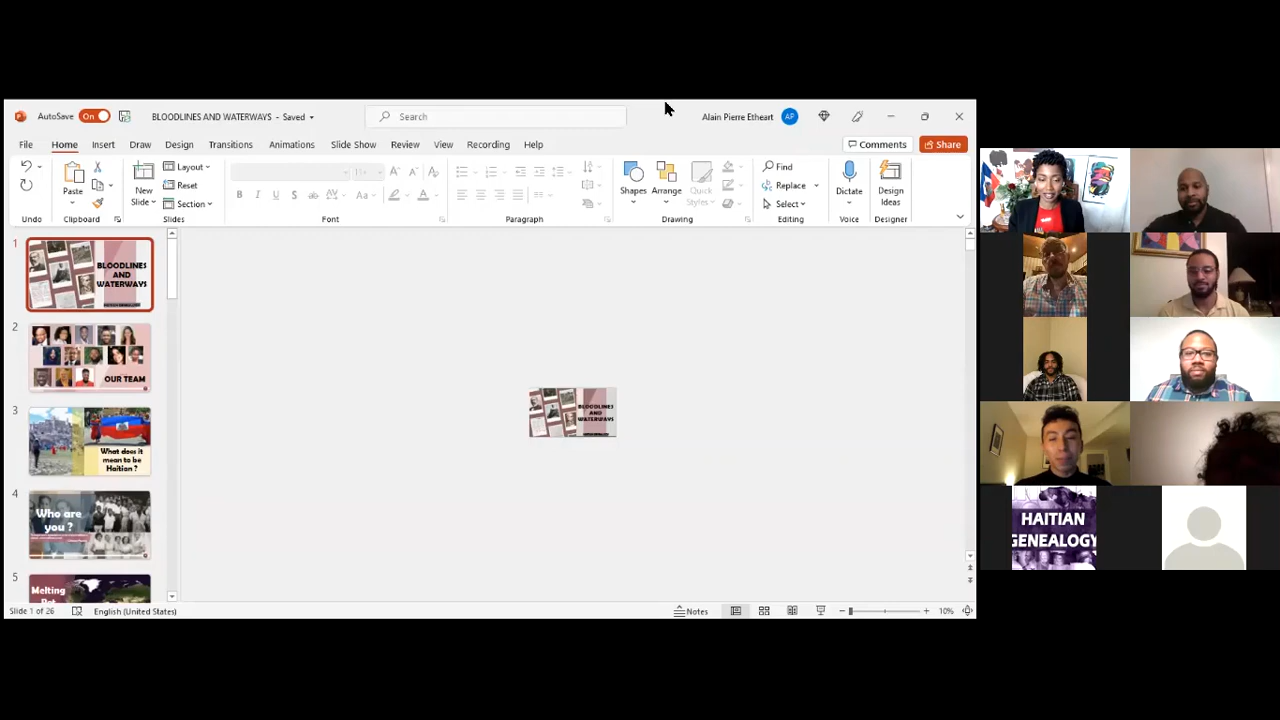 AutoSave On BLOODLINES AND WATERWAYS - Saved Search Alain Pierre Etheart AP
File Home Insert Draw Design Transitions Animations Slide Show Review View Recording Help Comments Share
Paste
New
Slide
Layout
Reset
Section
B I U S
Aa
Shapes
Arrange
Quick
Styles
Find
Replace
Select
Dictate
Design
Ideas
Undo Clipboard Slides Font Paragraph Drawing Editing Voice Designer
1
BLOODLINES
AND
WATERWAYS
2
OUR TEAM
3
What does it
mean to be
Haitian ?
4
Who are
you ?
5
Melting
BLOODLINES
AND
WATERWAYS
HAITIAN
GENEALOGY
Slide 1 of 26 English (United States) Notes 10%